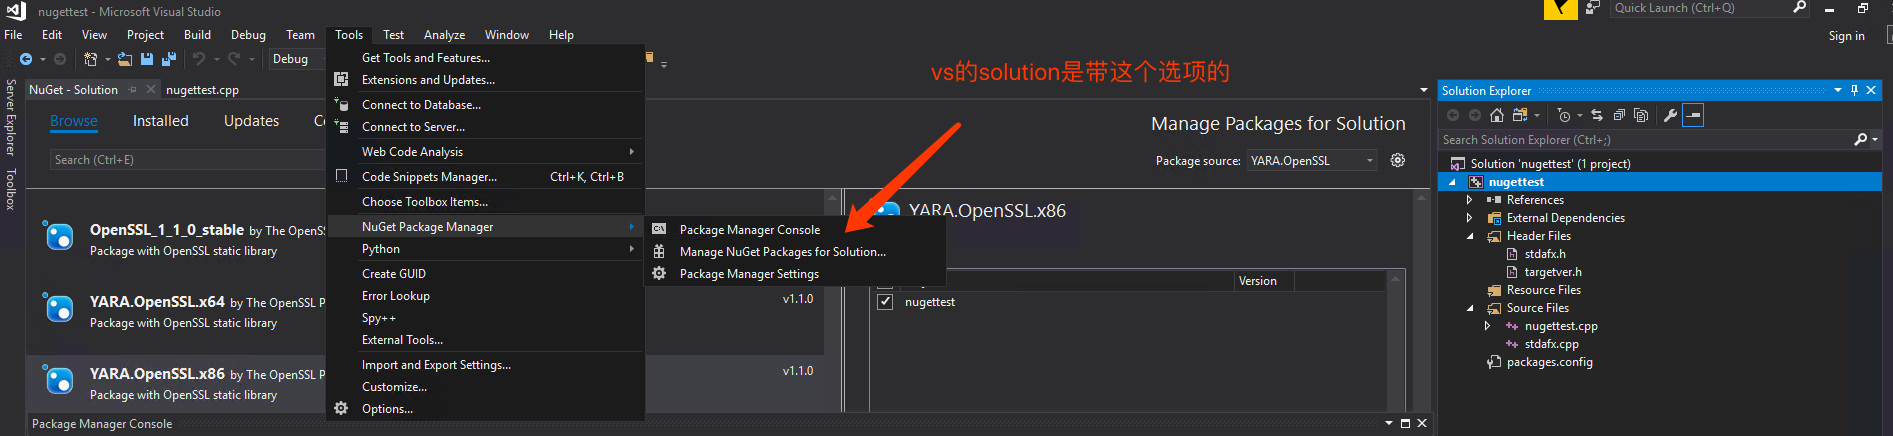 nugettest - Microsoft Visual Studio
Quick Launch (Ctrl+Q)
File Edit View Project Build Debug Team Tools Test Analyze Window Help
Sign in
Debug
Server Explorer
Toolbox
NuGet - Solution
nugettest.cpp
Browse Installed Updates
Search (Ctrl+E)
OpenSSL_1_1_0_stable by The OpenSSL P
Package with OpenSSL static library
YARA.OpenSSL.x64 by The OpenSSL P
Package with OpenSSL static library
v1.1.0
YARA.OpenSSL.x86 by The OpenSSL P
Package with OpenSSL static library
v1.1.0
Package Manager Console
Get Tools and Features...
Extensions and Updates...
Connect to Database...
Connect to Server...
Web Code Analysis
Code Snippets Manager... Ctrl+K, Ctrl+B
Choose Toolbox Items...
NuGet Package Manager
Python
Create GUID
Error Lookup
Spy++
External Tools...
Import and Export Settings...
Customize...
Options...
Package Manager Console
Manage NuGet Packages for Solution...
Package Manager Settings
vs的solution是带这个选项的
Manage Packages for Solution
Package source: YARA.OpenSSL
YARA.OpenSSL.x86
Version
nugettest
Solution Explorer
Search Solution Explorer (Ctrl+;)
Solution 'nugettest' (1 project)
nugettest
References
External Dependencies
Header Files
stdafx.h
targetver.h
Resource Files
Source Files
nugettest.cpp
stdafx.cpp
packages.config